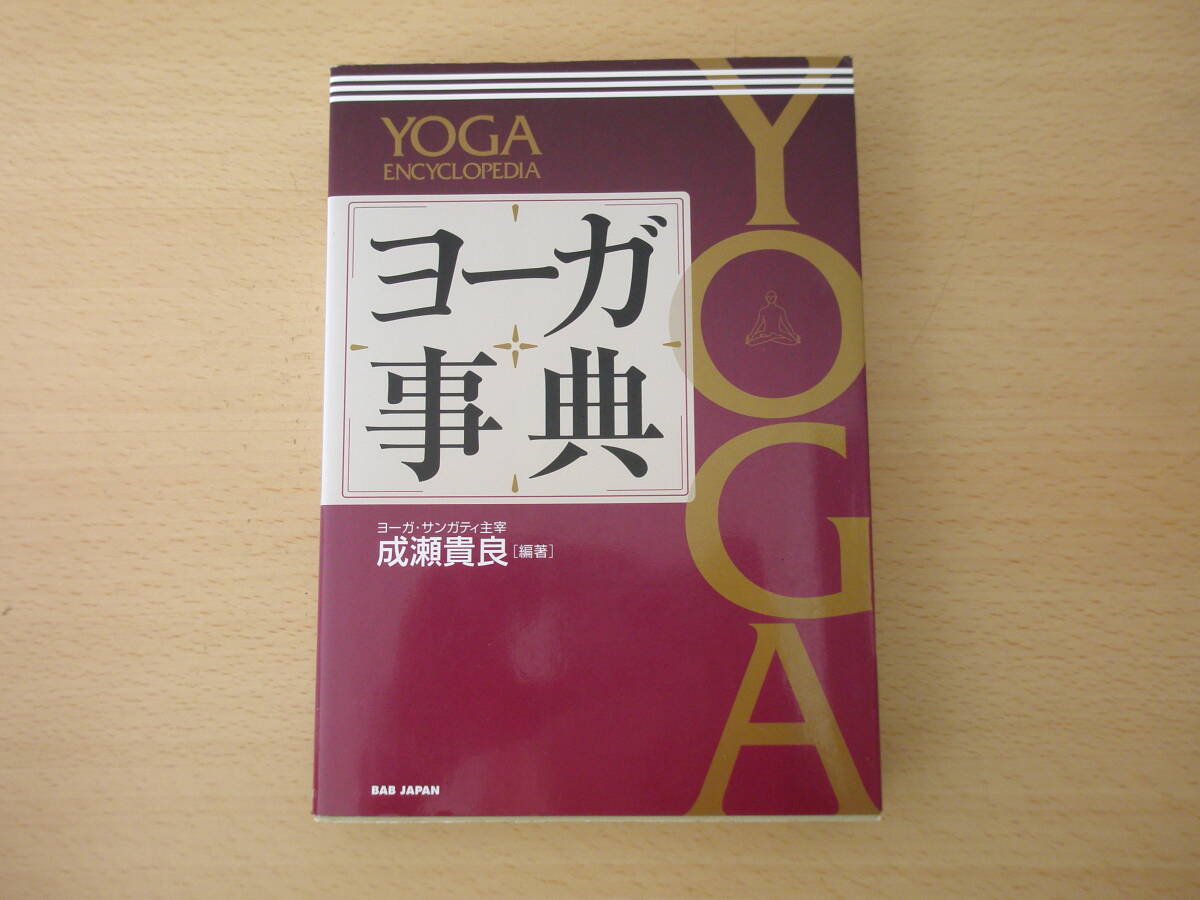 YOGA
ENCYCLOPEDIA
ヨーガ
事典
ヨーガ・サンガティ主宰
成瀬貴良[編著]
BAB JAPAN
YOGA